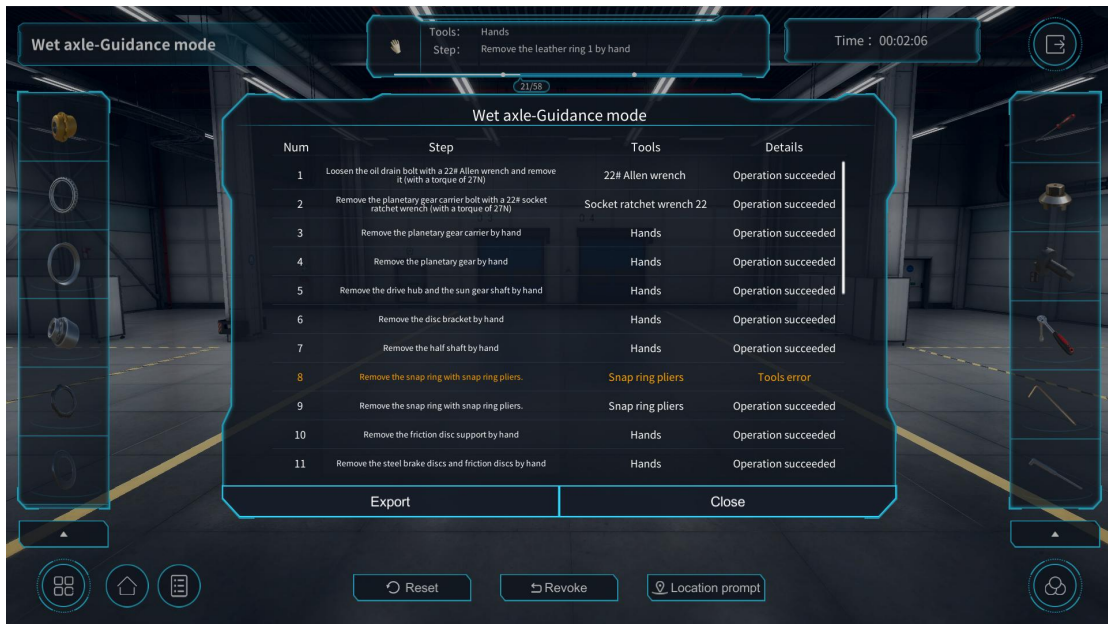 Wet axle-Guidance mode
Tools: Hands
Step: Remove the leather ring 1 by hand
Time : 00:02:06
21/58
Wet axle-Guidance mode
Num Step Tools Details
1 Loosen the oil drain bolt with a 22# Allen wrench and remove
it (with a torque of 27N) 22# Allen wrench Operation succeeded
2 Remove the planetary gear carrier bolt with a 22# socket
ratchet wrench (with a torque of 27N) Socket ratchet wrench 22 Operation succeeded
3 Remove the planetary gear carrier by hand Hands Operation succeeded
4 Remove the planetary gear by hand Hands Operation succeeded
5 Remove the drive hub and the sun gear shaft by hand Hands Operation succeeded
6 Remove the disc bracket by hand Hands Operation succeeded
7 Remove the half shaft by hand Hands Operation succeeded
8 Remove the snap ring with snap ring pliers. Snap ring pliers Tools error
9 Remove the snap ring with snap ring pliers. Snap ring pliers Operation succeeded
10 Remove the friction disc support by hand Hands Operation succeeded
11 Remove the steel brake discs and friction discs by hand Hands Operation succeeded
Export Close
Reset Revoke Location prompt